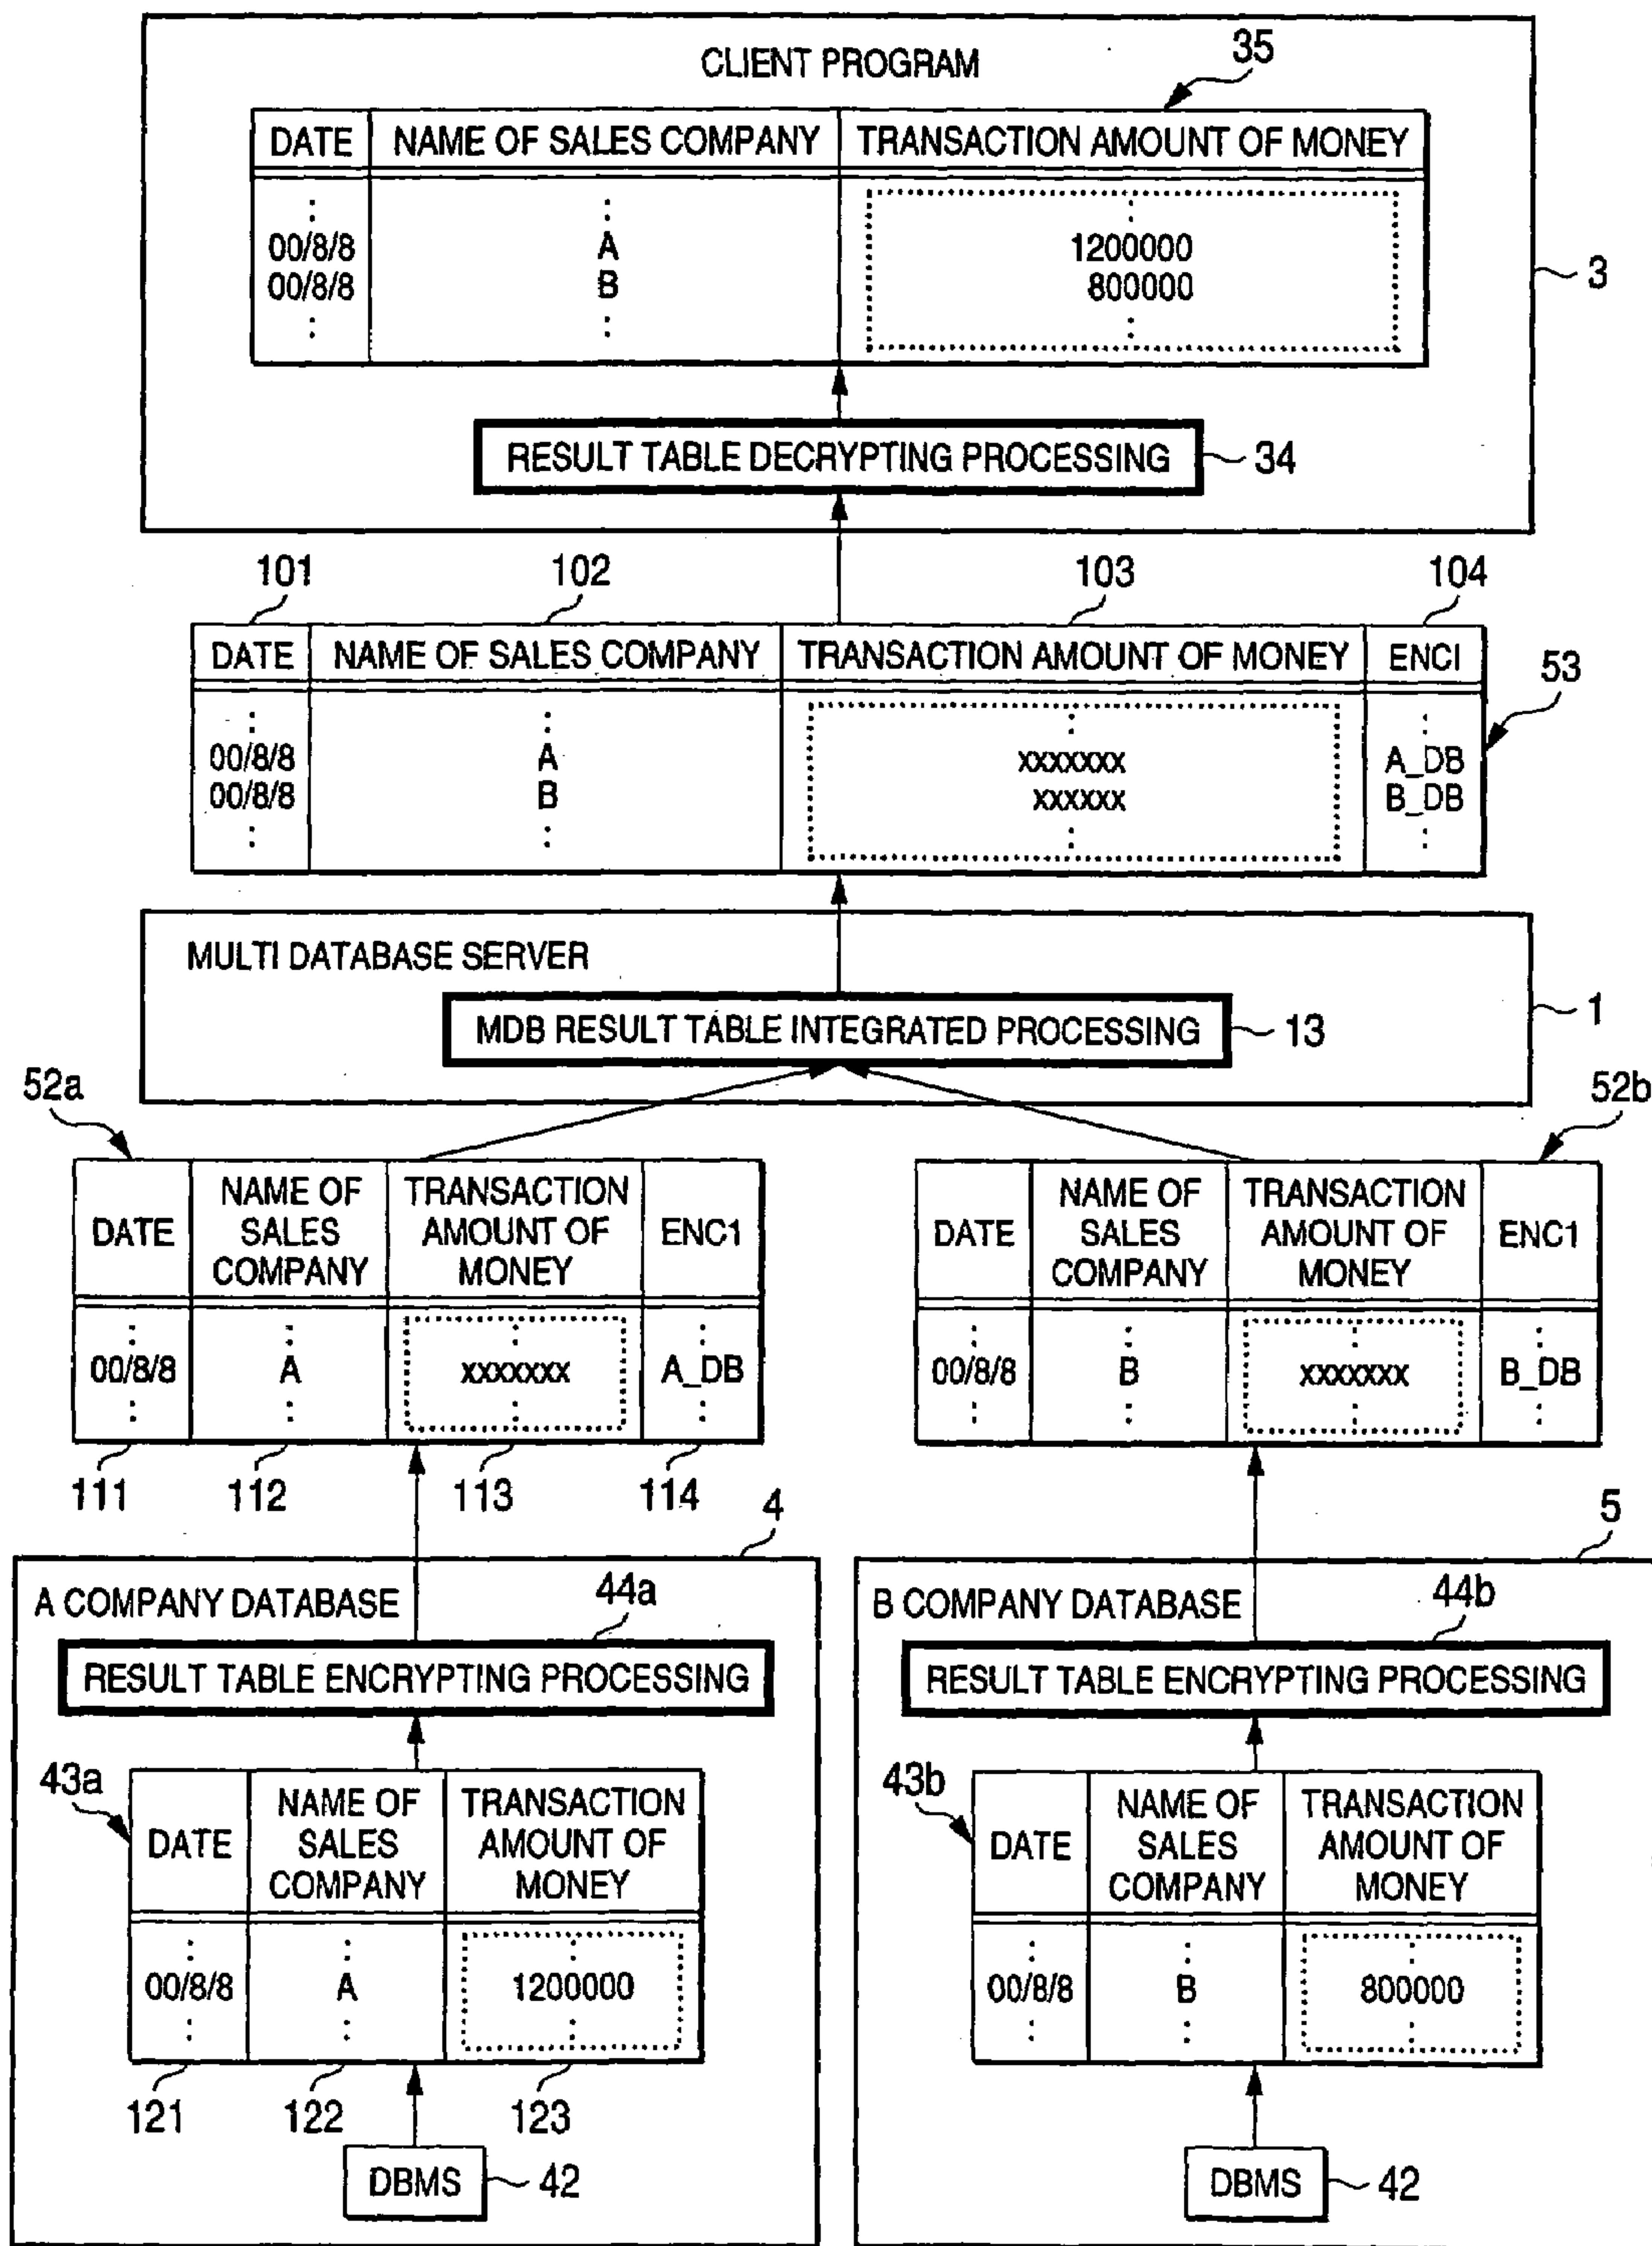 CLIENT PROGRAM
35
DATE NAME OF SALES COMPANY TRANSACTION AMOUNT OF MONEY
00/8/8 A 1200000
00/8/8 B 800000
3
RESULT TABLE DECRYPTING PROCESSING 34
101 102 103 104
DATE NAME OF SALES COMPANY TRANSACTION AMOUNT OF MONEY ENCI
53
00/8/8 A xxxxxxx A_DB
00/8/8 B xxxxxx B_DB
MULTI DATABASE SERVER
1
MDB RESULT TABLE INTEGRATED PROCESSING 13
52a
52b
DATE NAME OF SALES COMPANY TRANSACTION AMOUNT OF MONEY ENC1
00/8/8 A xxxxxxx A_DB
111 112 113 114
DATE NAME OF SALES COMPANY TRANSACTION AMOUNT OF MONEY ENC1
00/8/8 B xxxxxxx B_DB
4
A COMPANY DATABASE
44a
RESULT TABLE ENCRYPTING PROCESSING
43a
DATE NAME OF SALES COMPANY TRANSACTION AMOUNT OF MONEY
00/8/8 A 1200000
121 122 123
DBMS 42
5
B COMPANY DATABASE
44b
RESULT TABLE ENCRYPTING PROCESSING
43b
DATE NAME OF SALES COMPANY TRANSACTION AMOUNT OF MONEY
00/8/8 B 800000
DBMS 42